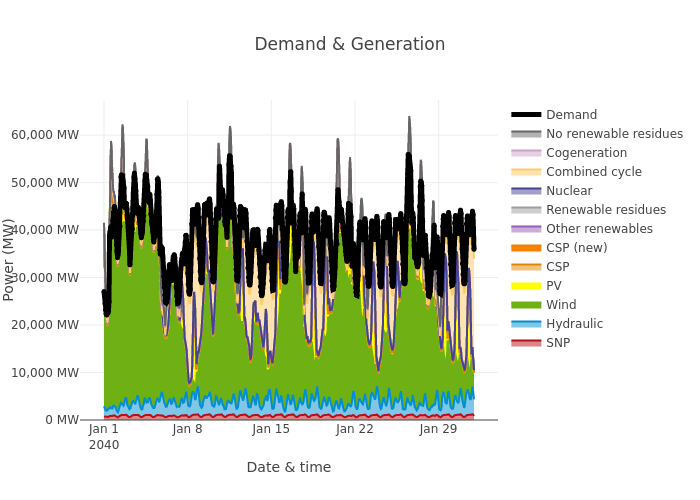 Demand & Generation
Power (MW)
60,000 MW
50,000 MW
40,000 MW
30,000 MW
20,000 MW
10,000 MW
0 MW
Jan 1
2040
Jan 8
Jan 15
Jan 22
Jan 29
Date & time
Demand
No renewable residues
Cogeneration
Combined cycle
Nuclear
Renewable residues
Other renewables
CSP (new)
CSP
PV
Wind
Hydraulic
SNP